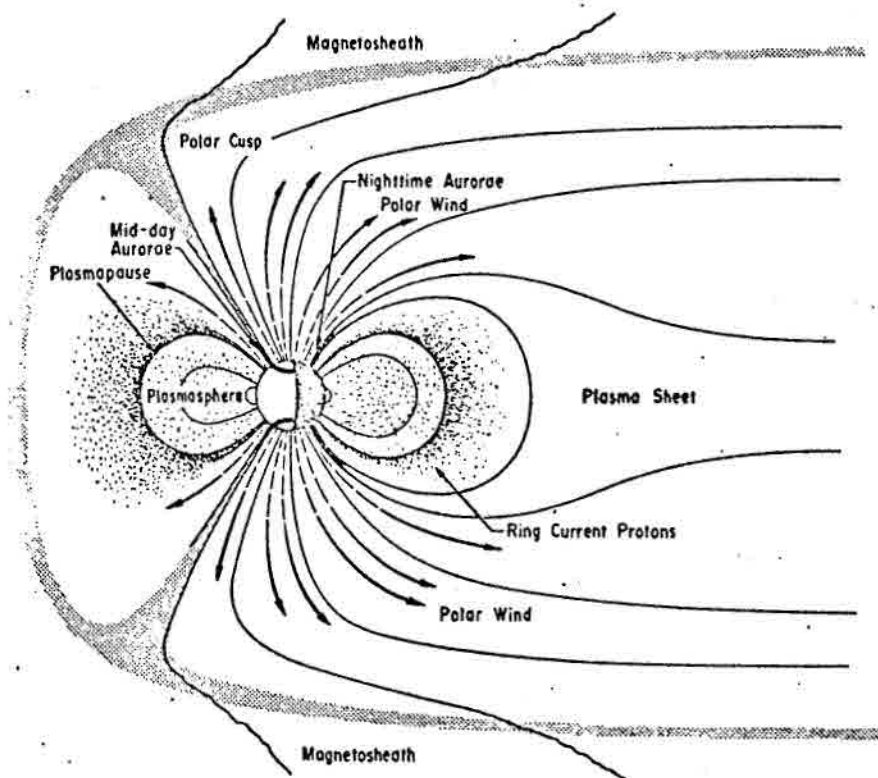 Magnetosheath
Polar Cusp
Nighttime Aurorae
Polar Wind
Mid-day
Aurorae
Plasmapause
Plasmasphere
Plasma Sheet
Ring Current Protons
Polar Wind
Magnetosheath